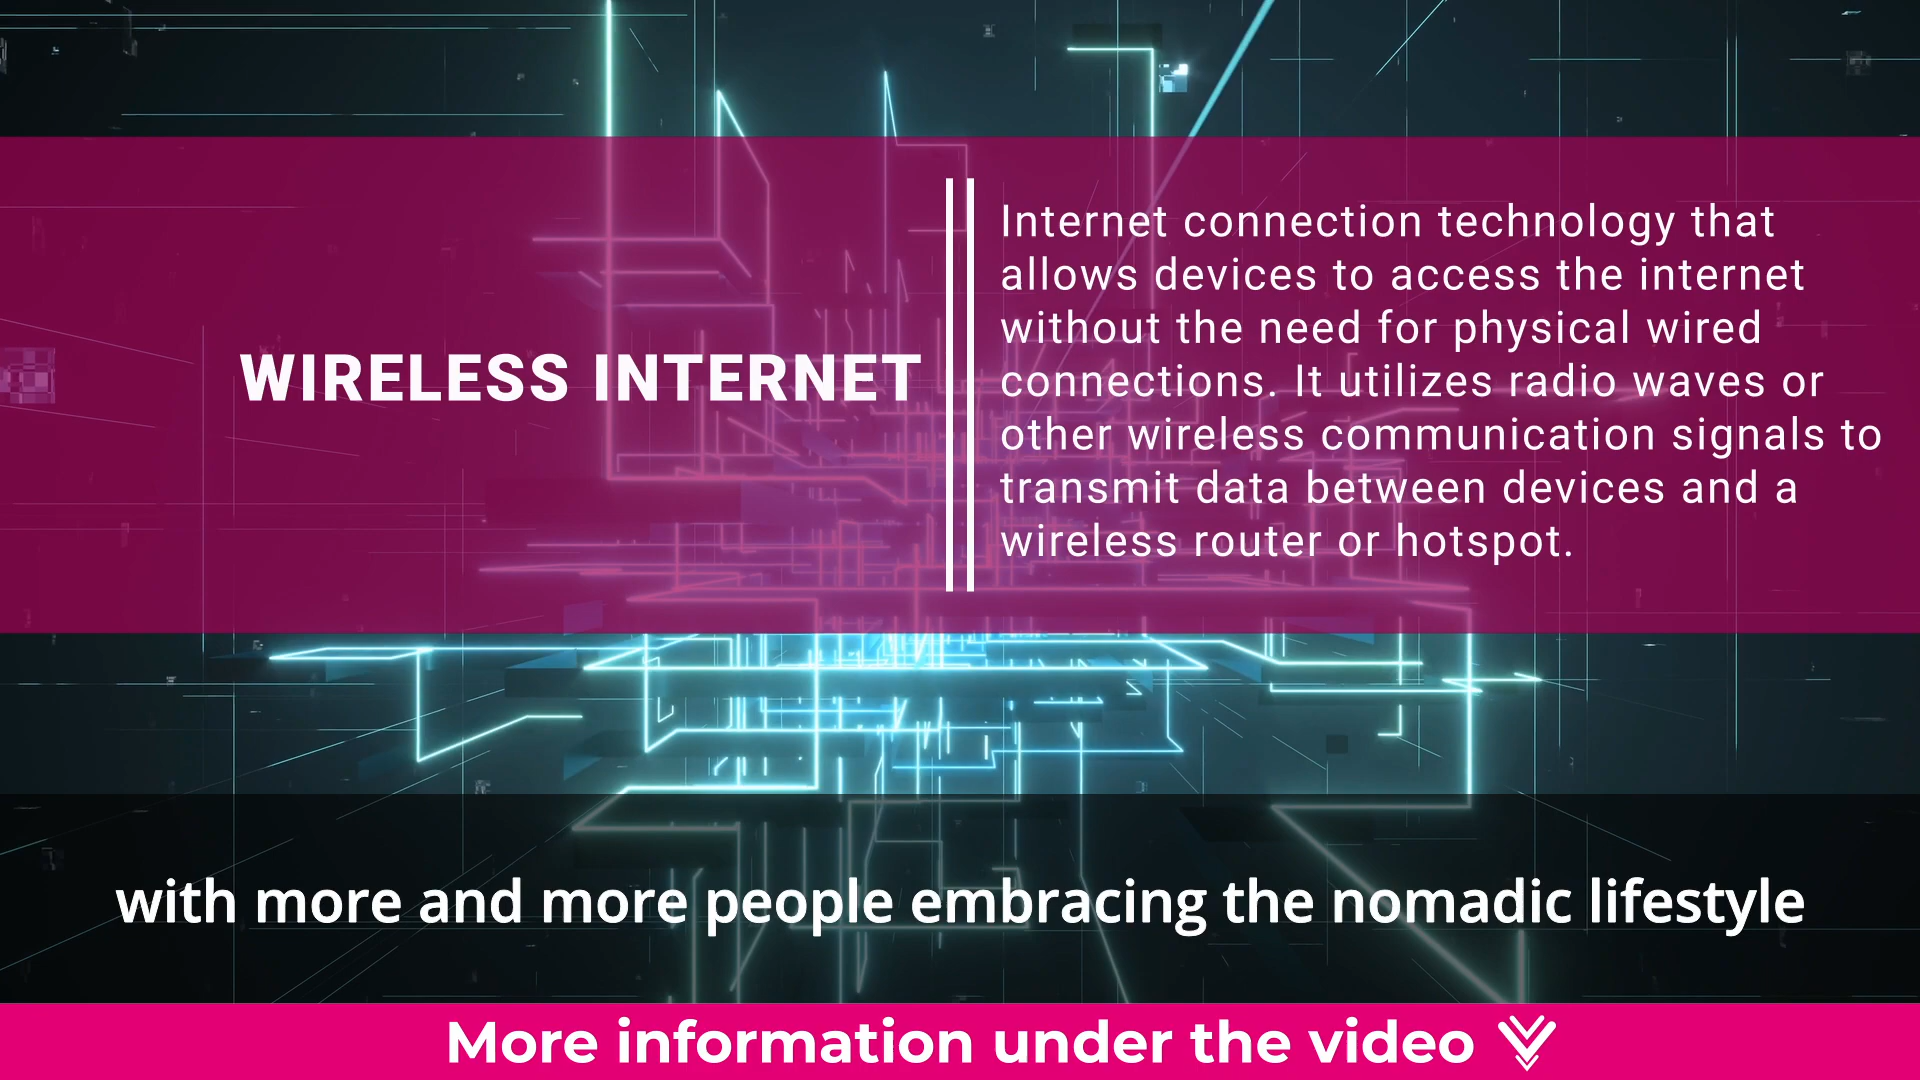 WIRELESS INTERNET
Internet connection technology that
allows devices to access the internet
without the need for physical wired
connections. It utilizes radio waves or
other wireless communication signals to
transmit data between devices and a
wireless router or hotspot.
with more and more people embracing the nomadic lifestyle
More information under the video